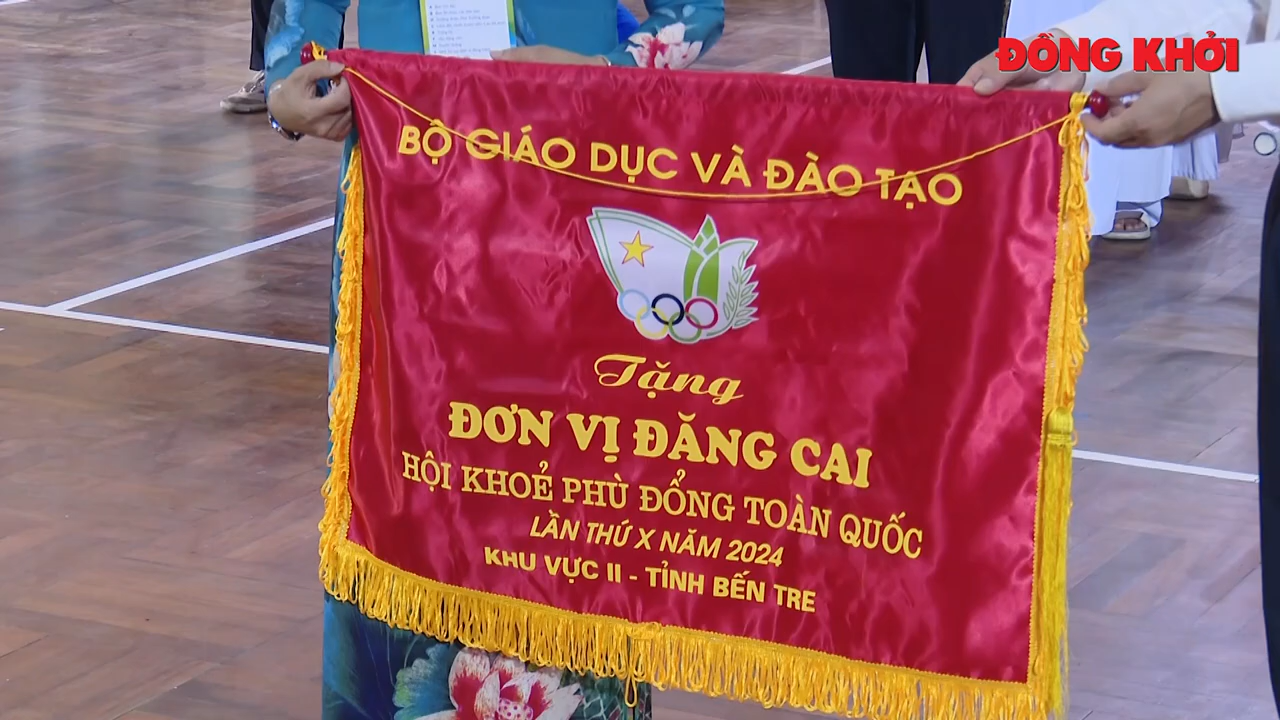 ĐỒNG KHỞI
BỘ GIÁO DỤC VÀ ĐÀO TẠO
Tặng
ĐƠN VỊ ĐĂNG CAI
HỘI KHOẺ PHÙ ĐỔNG TOÀN QUỐC
LẦN THỨ X NĂM 2024
KHU VỰC II - TỈNH BẾN TRE